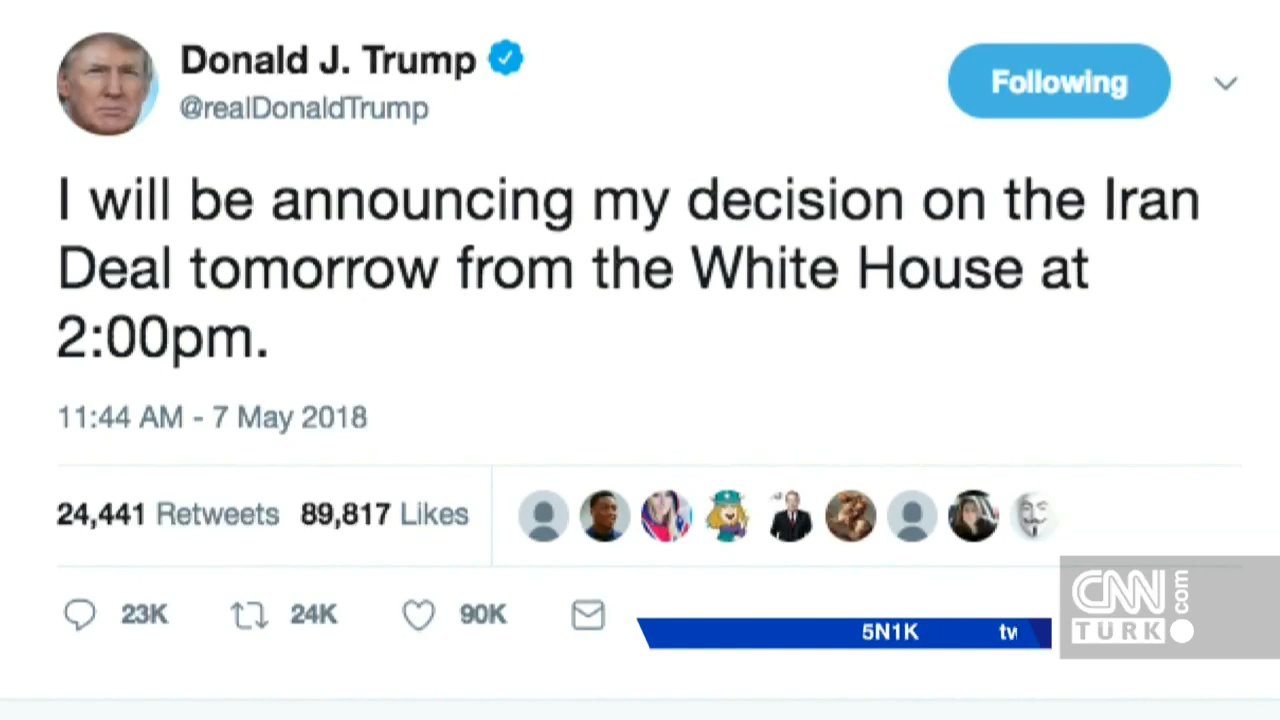 Donald J. Trump
@realDonaldTrump
Following
I will be announcing my decision on the Iran
Deal tomorrow from the White House at
2:00pm.
11:44 AM - 7 May 2018
24,441 Retweets 89,817 Likes
23K 24K 90K
5N1K tw
CNN.com
TURK